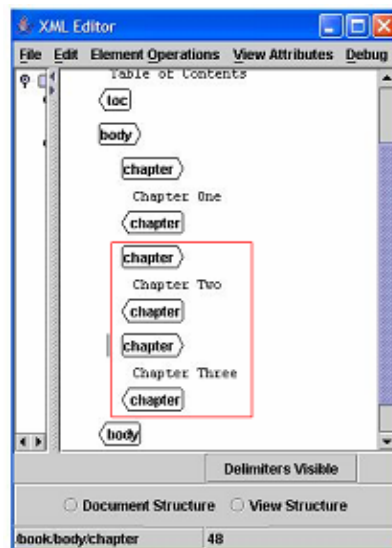 XML Editor
File Edit Element Operations View Attributes Debug
Table of Contents
toc
body
chapter
Chapter One
chapter
chapter
Chapter Two
chapter
chapter
Chapter Three
chapter
body
Delimiters Visible
Document Structure View Structure
/book/body/chapter 48